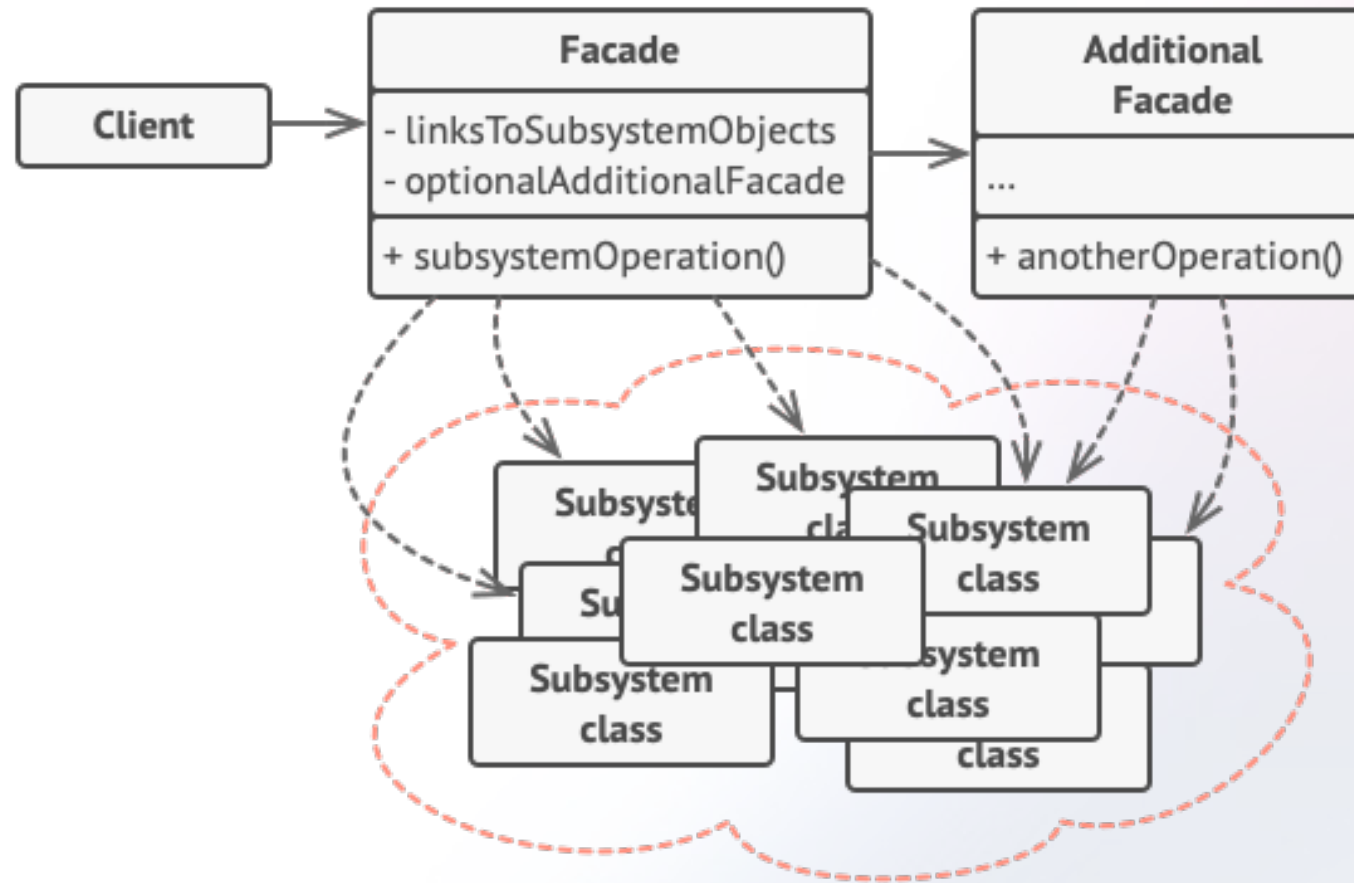 Client
Facade
- linksToSubsystemObjects
- optionalAdditionalFacade
+ subsystemOperation()
Additional
Facade
...
+ anotherOperation()
Subsystem
Subsystem
class
Subsystem
class
Subsystem
class
class
class